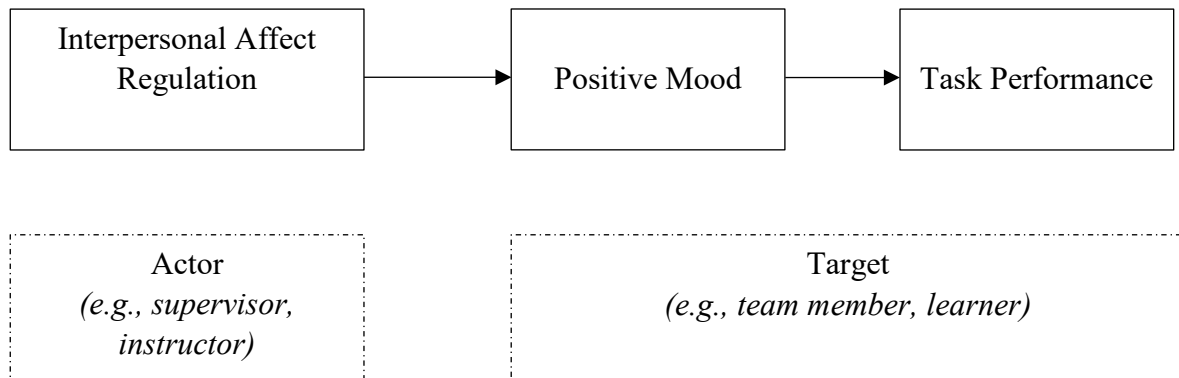 Interpersonal Affect
Regulation
Positive Mood
Task Performance
Actor
(e.g., supervisor,
instructor)
Target
(e.g., team member, learner)